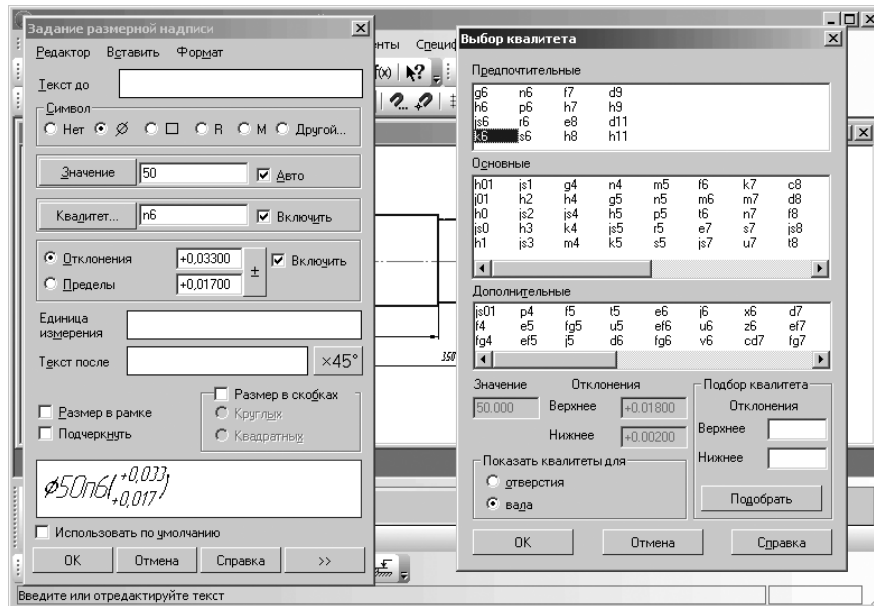 Задание размерной надписи
Редактор Вставить Формат
Текст до
Символ
Нет Ø □ R M Другой...
Значение 50 Авто
Квалитет... n6 Включить
Отклонения +0,03300 ± Включить
Пределы +0,01700
Единица
измерения
Текст после ×45°
Размер в скобках
Размер в рамке Круглых
Подчеркнуть Квадратных
Ø50n6(+0,033
+0,017)
Использовать по умолчанию
OK Отмена Справка >>
Введите или отредактируйте текст
нты Специф
f(x)
350
Выбор квалитета
Предпочтительные
g6 n6 f7 d9
h6 p6 h7 h9
js6 r6 e8 d11
k6 s6 h8 h11
Основные
h01 js1 g4 n4 m5 f6 k7 c8
j01 h2 h4 g5 n5 m6 m7 d8
h0 js2 js4 h5 p5 t6 n7 f8
js0 h3 k4 js5 r5 e7 s7 js8
h1 js3 m4 k5 s5 js7 u7 t8
Дополнительные
js01 p4 f5 t5 e6 j6 x6 d7
f4 e5 fg5 u5 ef6 u6 z6 ef7
fg4 ef5 j5 d6 fg6 v6 cd7 fg7
Значение Отклонения
50.000 Верхнее +0.01800
Нижнее +0.00200
Показать квалитеты для
отверстия
вала
Подбор квалитета
Отклонения
Верхнее
Нижнее
Подобрать
OK Отмена Справка